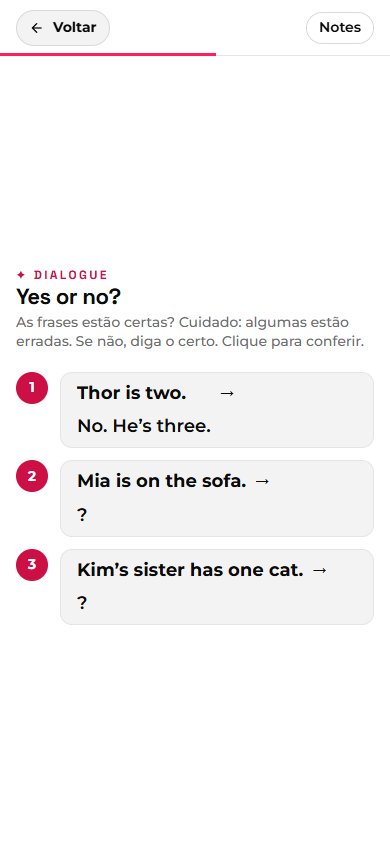 ← Voltar
Notes
✦ DIALOGUE
Yes or no?
As frases estão certas? Cuidado: algumas estão
erradas. Se não, diga o certo. Clique para conferir.
1
Thor is two. →
No. He’s three.
2
Mia is on the sofa. →
?
3
Kim’s sister has one cat. →
?